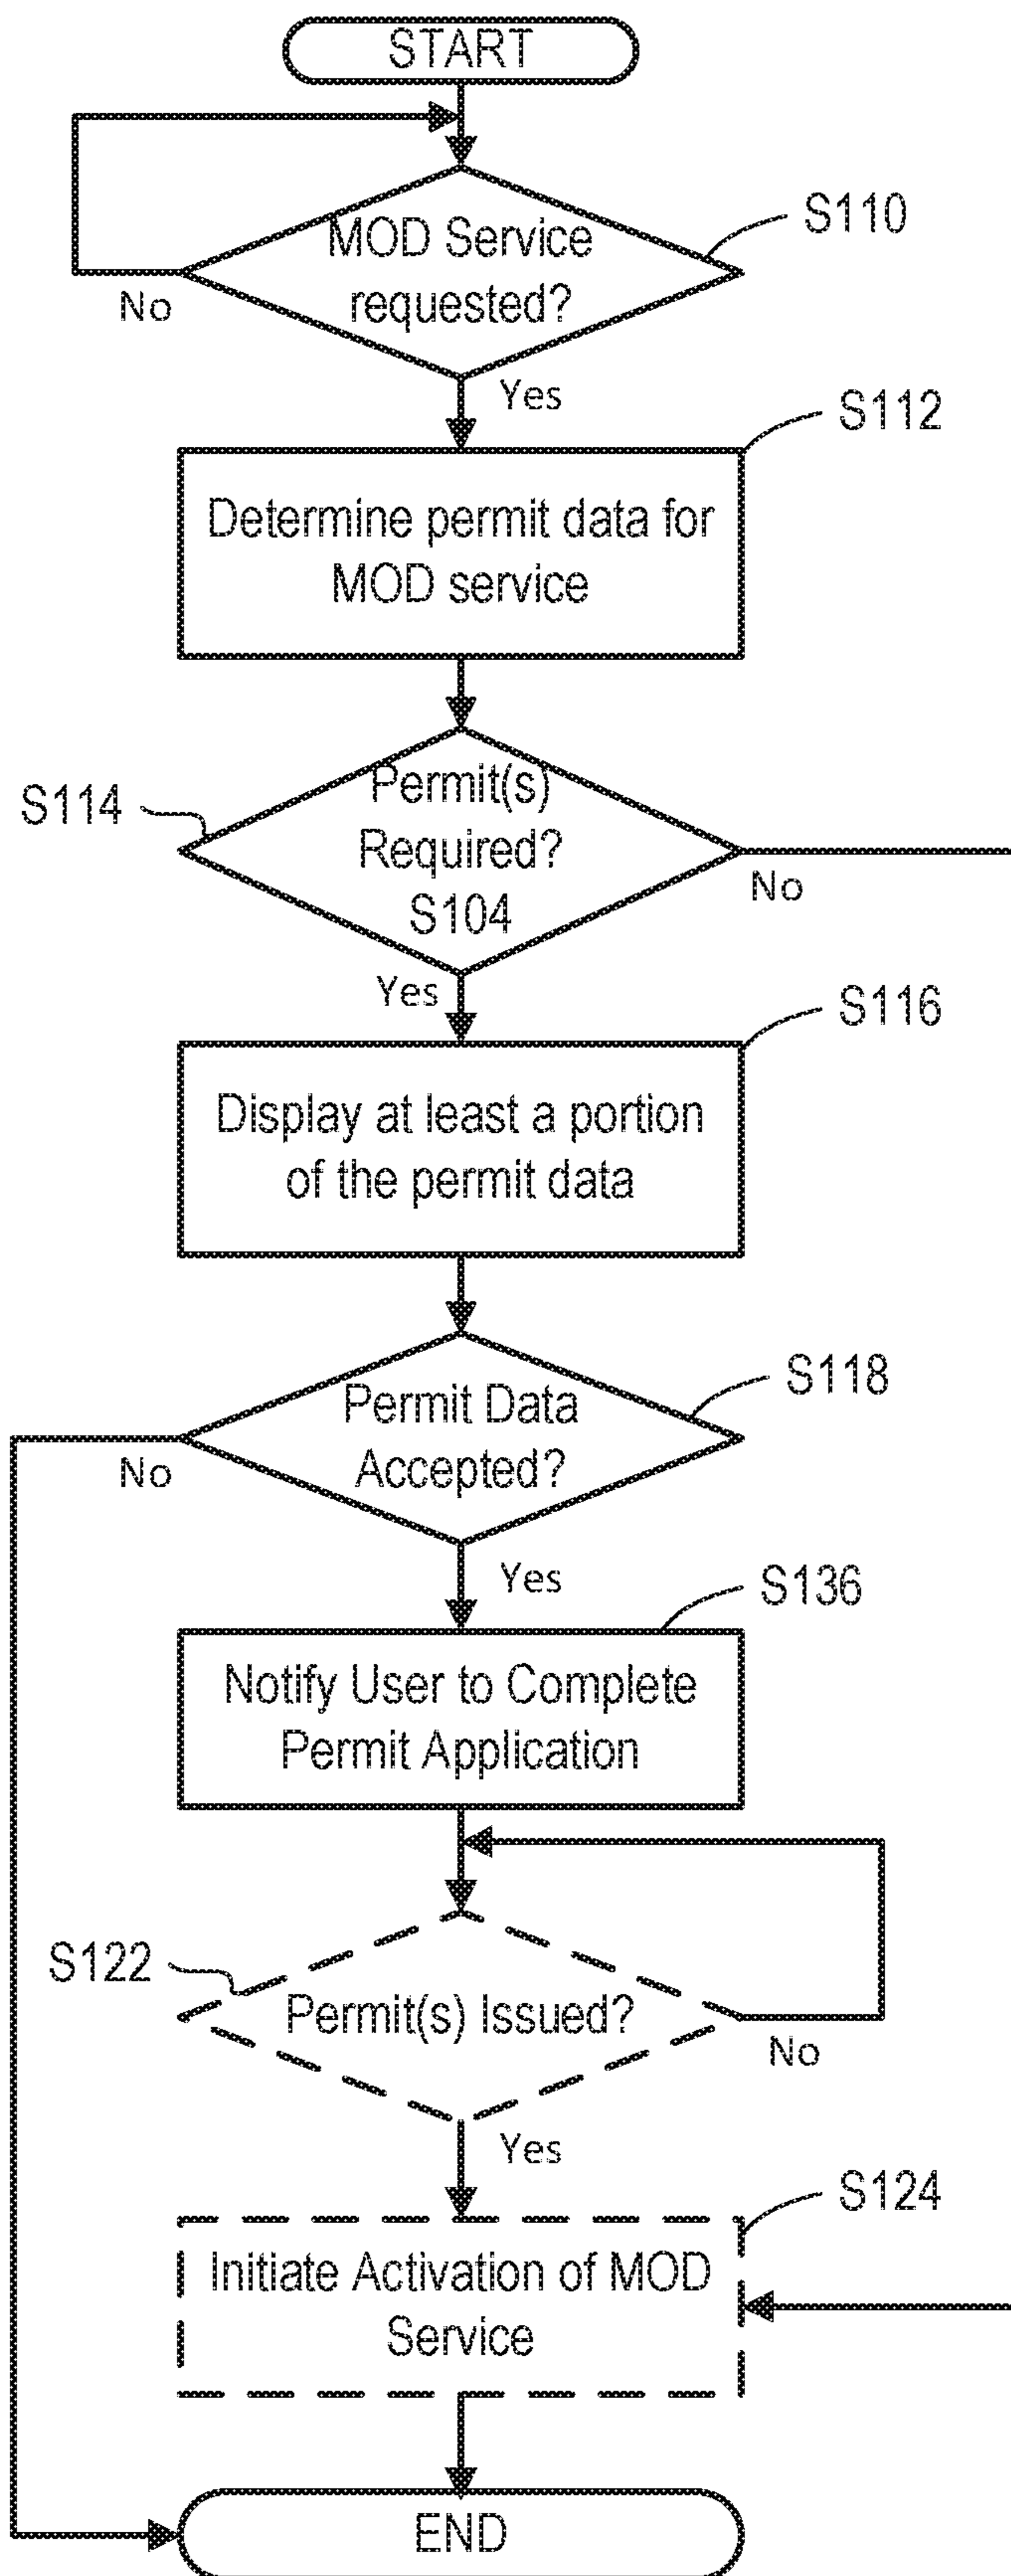 START
MOD Service
requested?
S110
No
Yes
S112
Determine permit data for
MOD service
S114
Permit(s)
Required?
S104
No
Yes
S116
Display at least a portion
of the permit data
S118
Permit Data
Accepted?
No
Yes
S136
Notify User to Complete
Permit Application
S122
Permit(s) Issued?
No
Yes
S124
Initiate Activation of MOD
Service
END